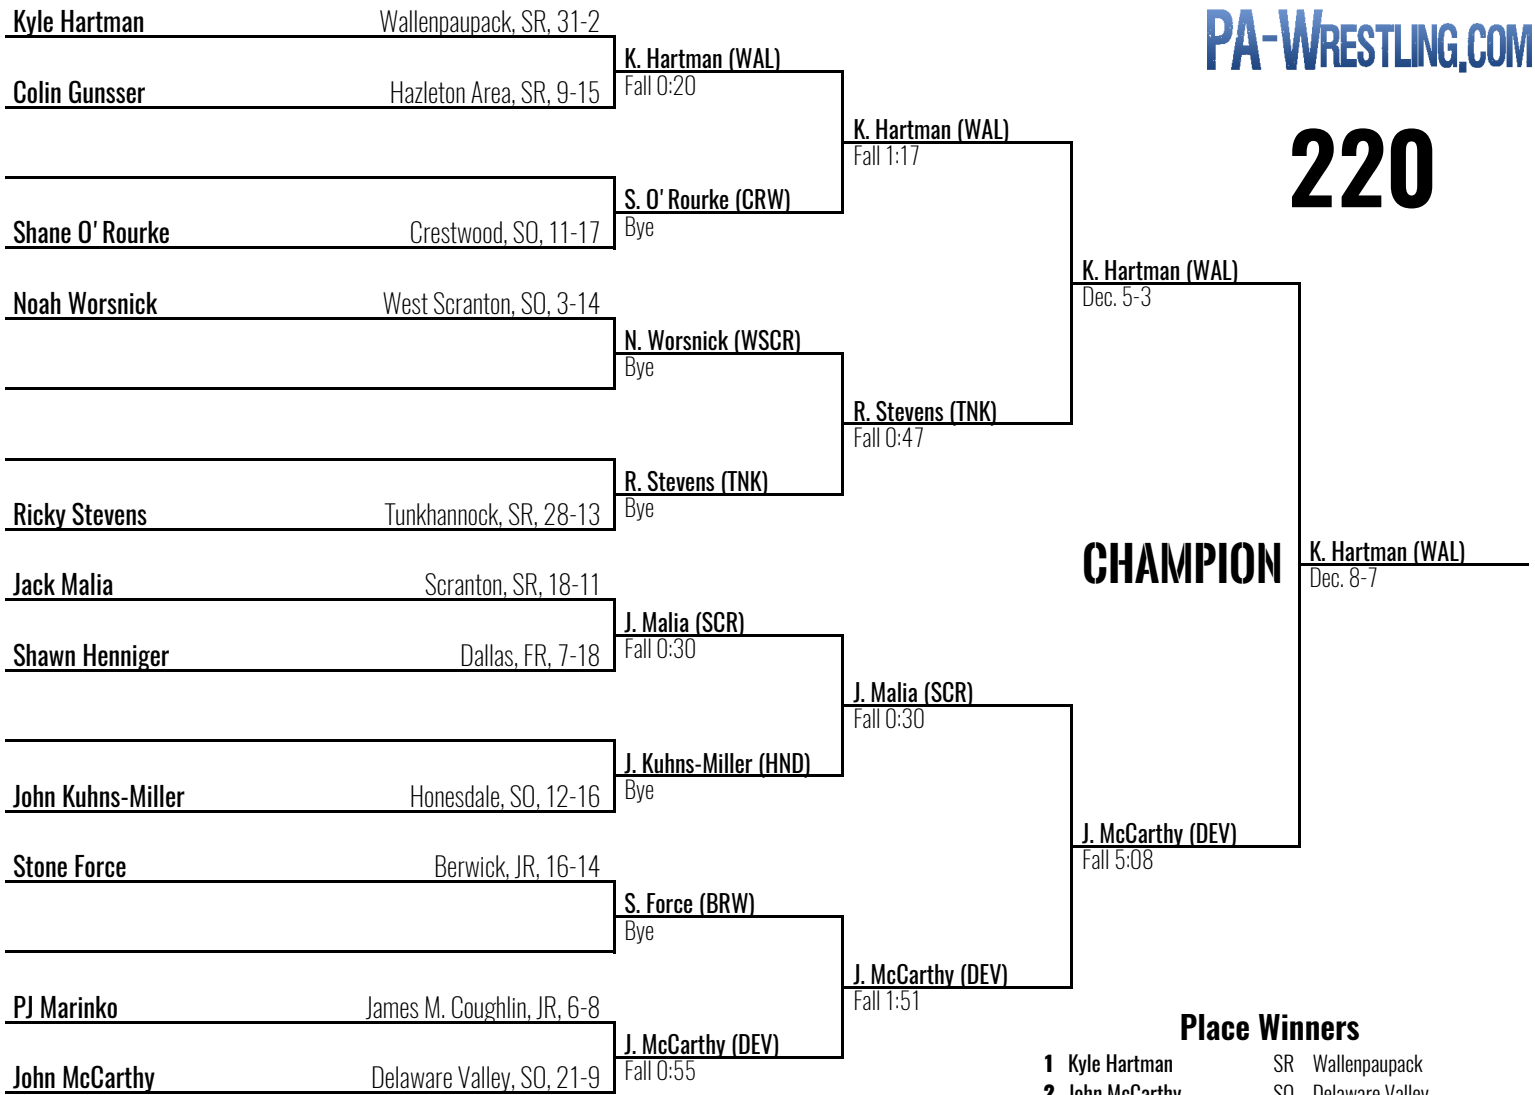 PA-WRESTLING.COM
220
Kyle Hartman Wallenpaupack, SR, 31-2
Colin Gunsser Hazleton Area, SR, 9-15
Shane O'Rourke Crestwood, SO, 11-17
Noah Worsnick West Scranton, SO, 3-14
Ricky Stevens Tunkhannock, SR, 28-13
Jack Malia Scranton, SR, 18-11
Shawn Henniger Dallas, FR, 7-18
John Kuhns-Miller Honesdale, SO, 12-16
Stone Force Berwick, JR, 16-14
PJ Marinko James M. Coughlin, JR, 6-8
John McCarthy Delaware Valley, SO, 21-9
K. Hartman (WAL)
Fall 0:20
S. O'Rourke (CRW)
Bye
N. Worsnick (WSCR)
Bye
R. Stevens (TNK)
Bye
J. Malia (SCR)
Fall 0:30
J. Kuhns-Miller (HND)
Bye
S. Force (BRW)
Bye
J. McCarthy (DEV)
Fall 0:55
K. Hartman (WAL)
Fall 1:17
R. Stevens (TNK)
Fall 0:47
J. Malia (SCR)
Fall 0:30
J. McCarthy (DEV)
Fall 1:51
K. Hartman (WAL)
Dec. 5-3
J. McCarthy (DEV)
Fall 5:08
CHAMPION
K. Hartman (WAL)
Dec. 8-7
Place Winners
1 Kyle Hartman SR Wallenpaupack
2 John McCarthy SO Delaware Valley